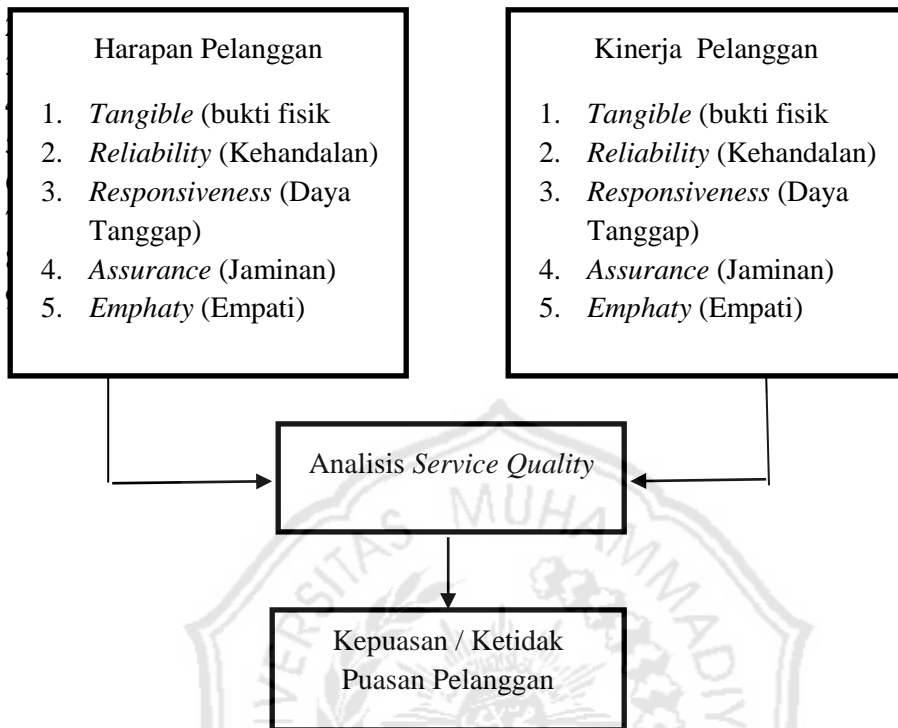 Harapan Pelanggan
1. Tangible (bukti fisik
2. Reliability (Kehandalan)
3. Responsiveness (Daya
Tanggap)
4. Assurance (Jaminan)
5. Emphaty (Empati)
Kinerja Pelanggan
1. Tangible (bukti fisik
2. Reliability (Kehandalan)
3. Responsiveness (Daya
Tanggap)
4. Assurance (Jaminan)
5. Emphaty (Empati)
Analisis Service Quality
Kepuasan / Ketidak
Puasan Pelanggan